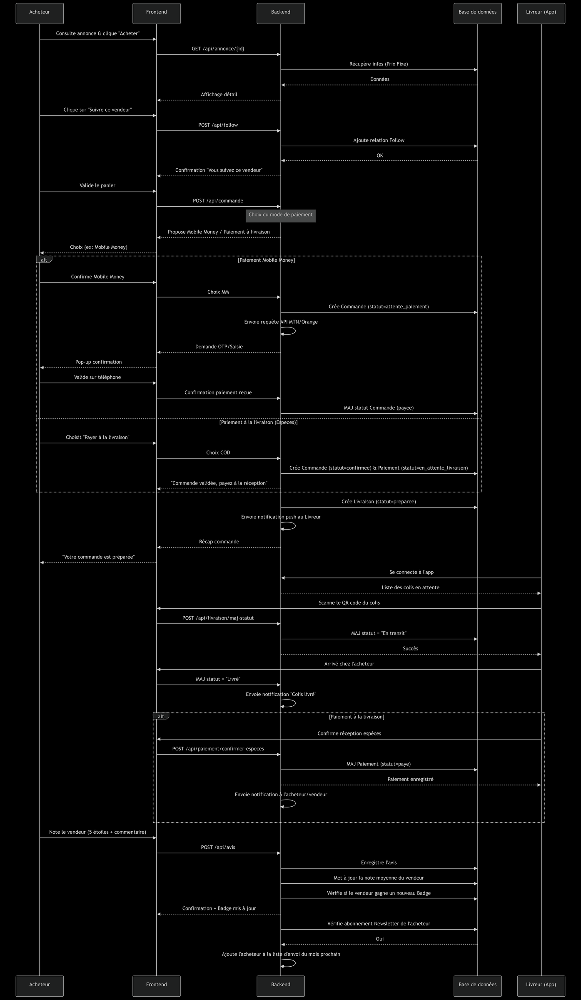 Acheteur
Frontend
Backend
Base de données
Livreur (App)
Consulte annonce & clique "Acheter"
GET /api/annonce/{id}
Récupère infos (Prix Fixe)
Données
Affichage détail
Clique sur "Suivre ce vendeur"
POST /api/follow
Ajoute relation Follow
OK
Confirmation "Vous suivez ce vendeur"
Valide le panier
POST /api/commande
Choix du mode de paiement
Propose Mobile Money / Paiement à livraison
Choix (ex: Mobile Money)
alt
[Paiement Mobile Money]
Confirme Mobile Money
Choix MM
Crée Commande (statut=attente_paiement)
Envoie requête API MTN/Orange
Demande OTP/Saisie
Pop-up confirmation
Valide sur téléphone
Confirmation paiement reçue
MAJ statut Commande (payee)
[Paiement à la livraison (Especes)]
Choisit "Payer à la livraison"
Choix COD
Crée Commande (statut=confirmee) & Paiement (statut=en_attente_livraison)
"Commande validée, payez à la réception"
Crée Livraison (statut=preparee)
Envoie notification push au Livreur
Récap commande
"Votre commande est préparée"
Se connecte à l'app
Liste des colis en attente
Scanne le QR code du colis
POST /api/livraison/maj-statut
MAJ statut = "En transit"
Succès
Arrivé chez l'acheteur
MAJ statut = "Livré"
Envoie notification "Colis livré"
alt
[Paiement à la livraison]
Confirme réception espèces
POST /api/paiement/confirmer-especes
MAJ Paiement (statut=paye)
Paiement enregistré
Envoie notification à l'acheteur/vendeur
Note le vendeur (5 étoiles + commentaire)
POST /api/avis
Enregistre l'avis
Met à jour la note moyenne du vendeur
Vérifie si le vendeur gagne un nouveau Badge
Confirmation + Badge mis à jour
Vérifie abonnement Newsletter de l'acheteur
Oui
Ajoute l'acheteur à la liste d'envoi du mois prochain
Acheteur
Frontend
Backend
Base de données
Livreur (App)